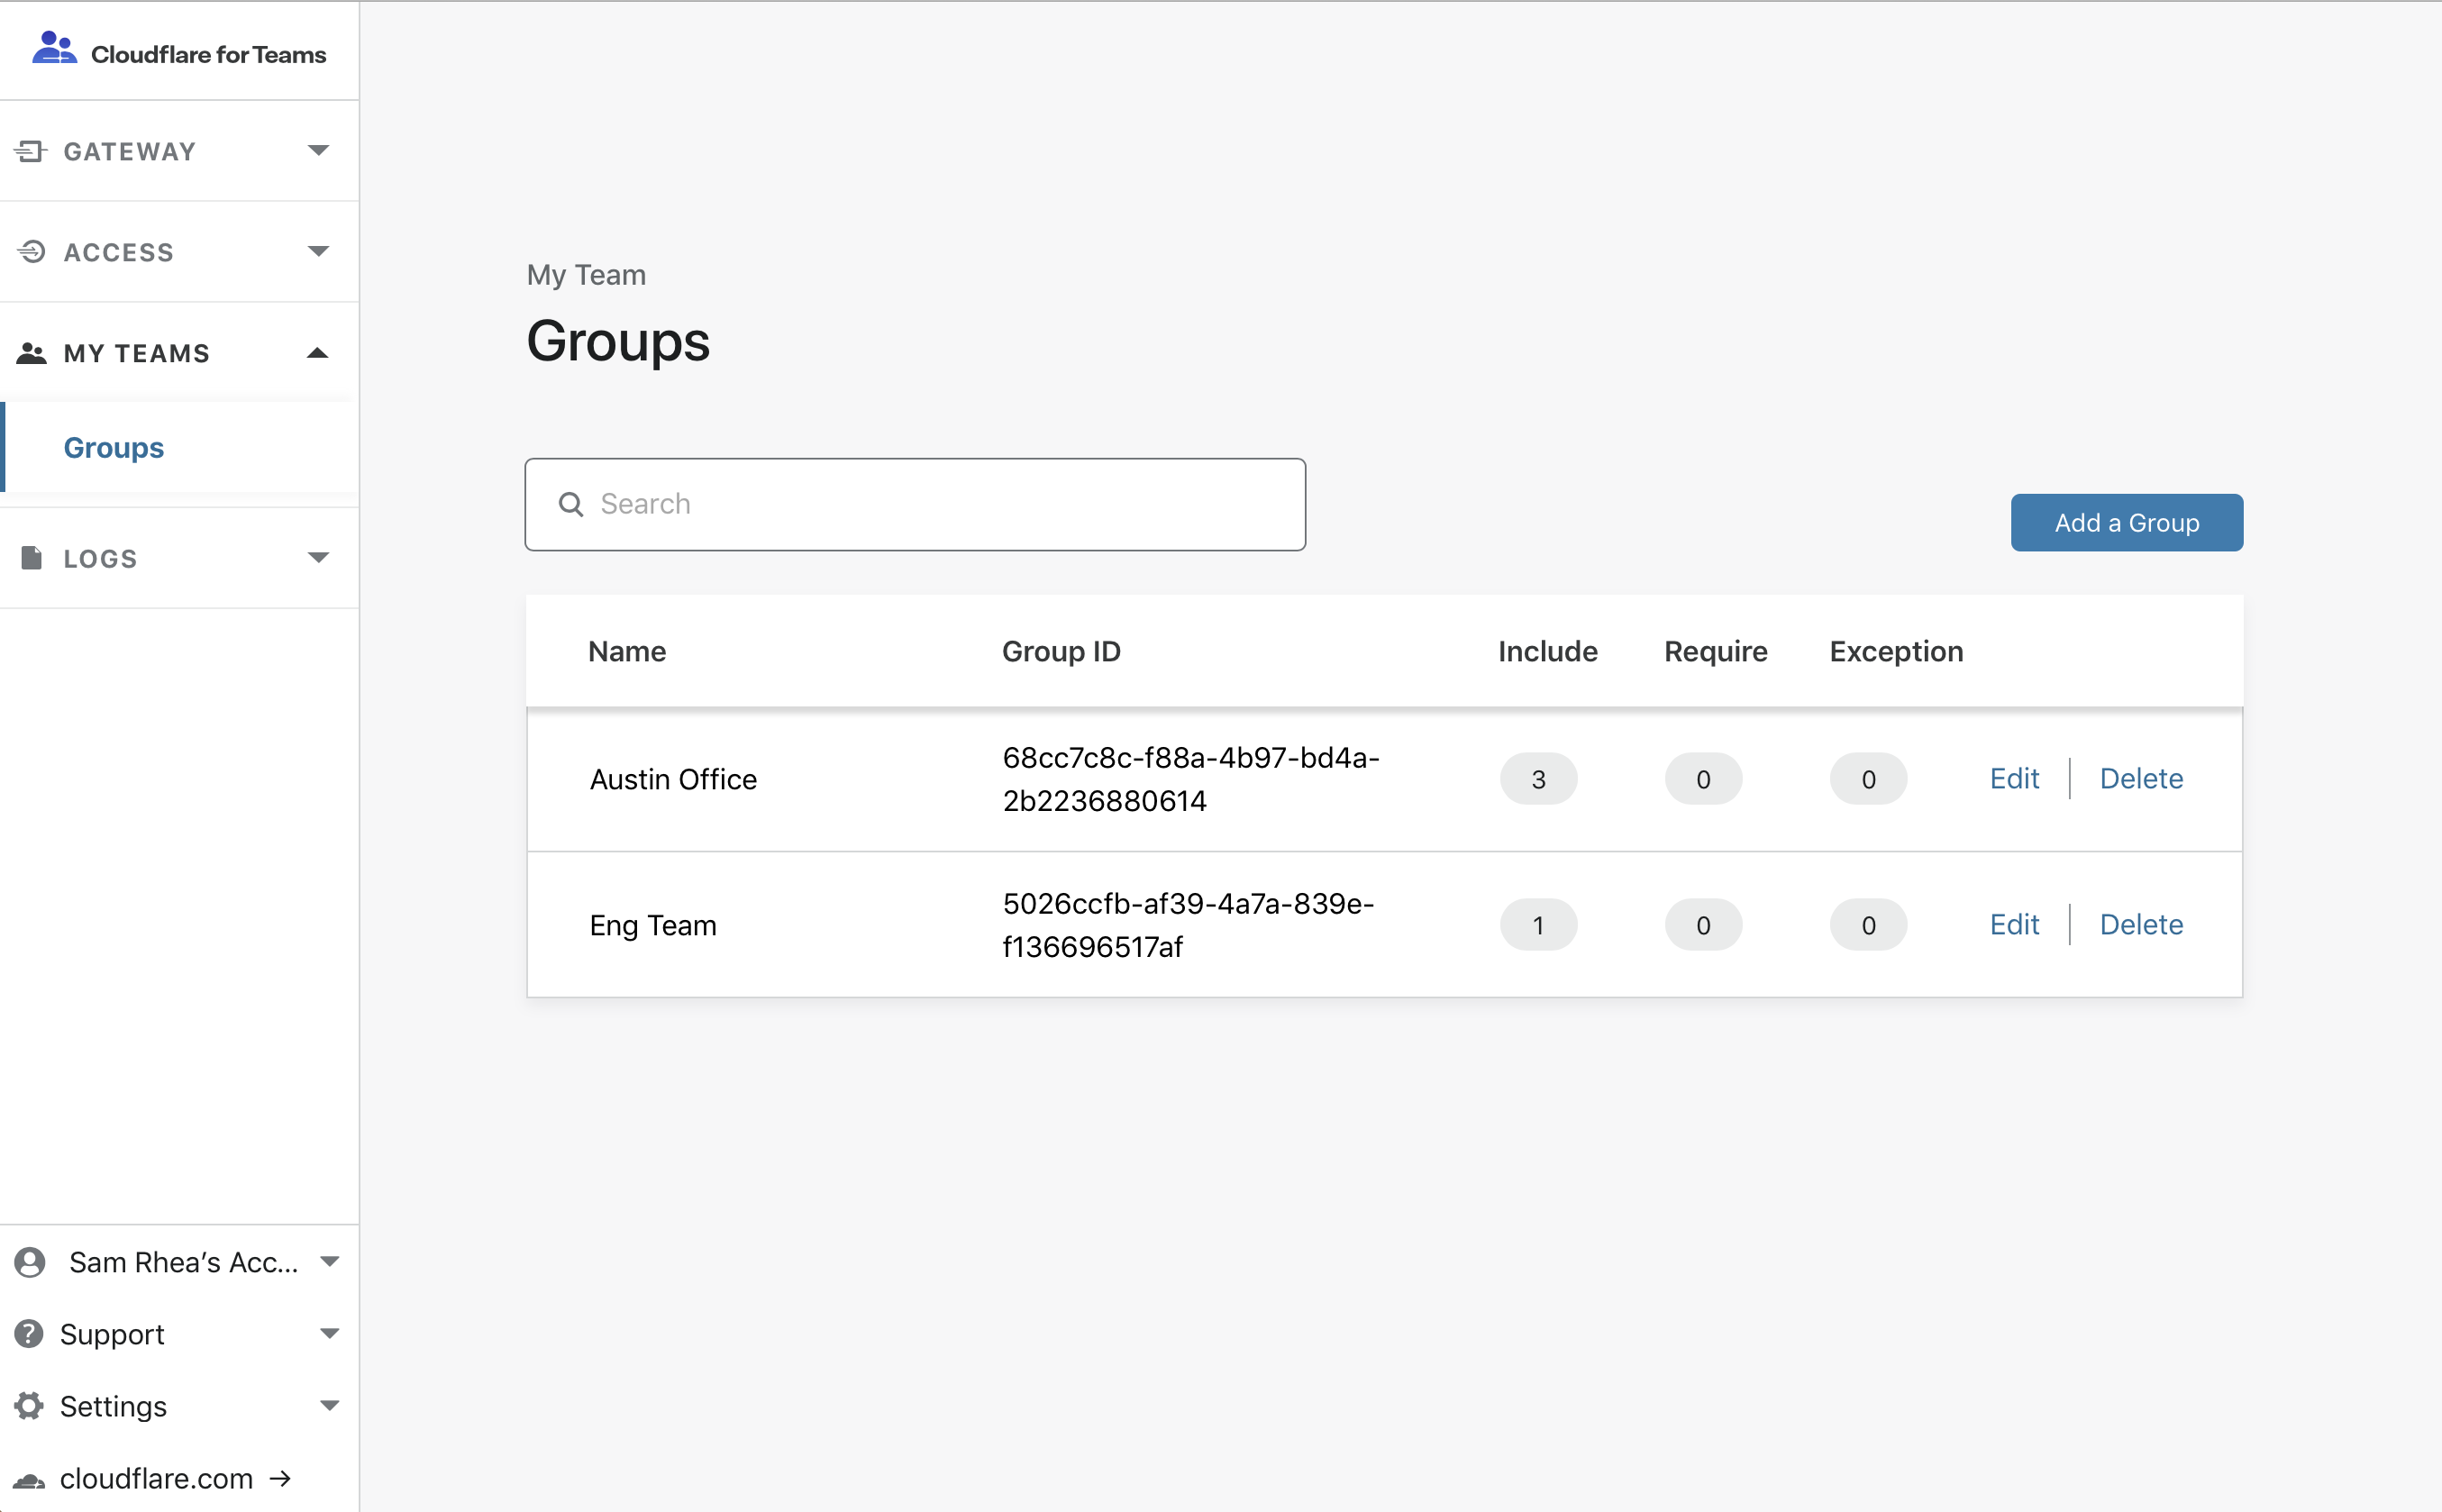 Cloudflare for Teams
GATEWAY
ACCESS
MY TEAMS
Groups
LOGS
Sam Rhea’s Acc...
Support
Settings
cloudflare.com →
My Team
Groups
Search
Add a Group
Name Group ID Include Require Exception
68cc7c8c-f88a-4b97-bd4a-
Austin Office 3 0 0 Edit Delete
2b2236880614
5026ccfb-af39-4a7a-839e-
Eng Team 1 0 0 Edit Delete
f136696517af